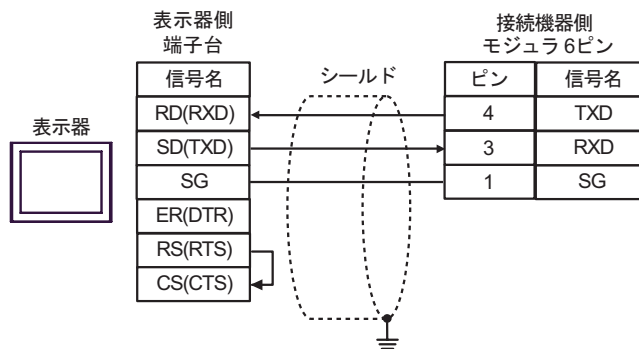 表示器側
端子台
接続機器側
モジュラ 6ピン
信号名
シールド
ピン
信号名
RD(RXD)
4
TXD
表示器
SD(TXD)
3
RXD
SG
1
SG
ER(DTR)
RS(RTS)
CS(CTS)